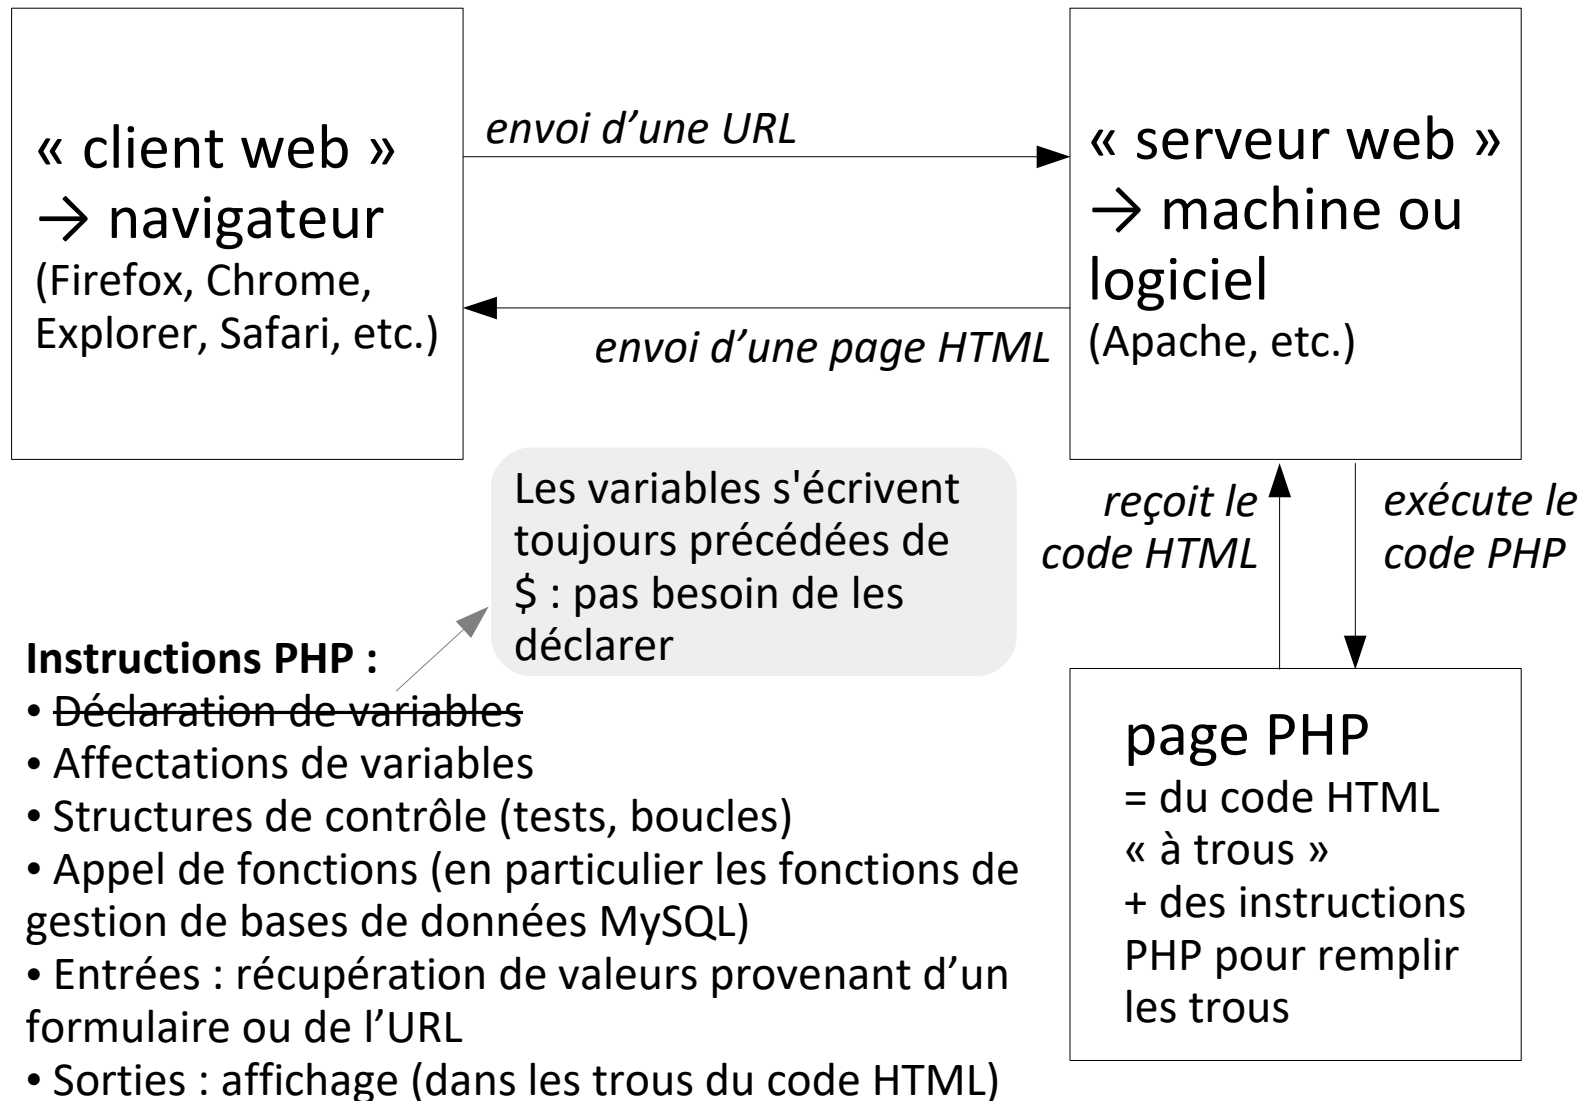 « client web »
→ navigateur
(Firefox, Chrome,
Explorer, Safari, etc.)
envoi d’une URL
envoi d’une page HTML
« serveur web »
→ machine ou
logiciel
(Apache, etc.)
Les variables s'écrivent
toujours précédées de
$ : pas besoin de les
déclarer
reçoit le
code HTML
exécute le
code PHP
Instructions PHP :
• Déclaration de variables
• Affectations de variables
• Structures de contrôle (tests, boucles)
• Appel de fonctions (en particulier les fonctions de
gestion de bases de données MySQL)
• Entrées : récupération de valeurs provenant d’un
formulaire ou de l’URL
• Sorties : affichage (dans les trous du code HTML)
page PHP
= du code HTML
« à trous »
+ des instructions
PHP pour remplir
les trous